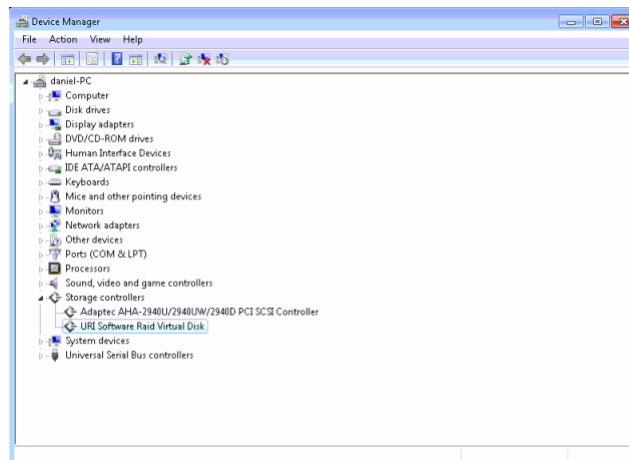 Device Manager
File Action View Help
daniel-PC
Computer
Disk drives
Display adapters
DVD/CD-ROM drives
Human Interface Devices
IDE ATA/ATAPI controllers
Keyboards
Mice and other pointing devices
Monitors
Network adapters
Other devices
Ports (COM & LPT)
Processors
Sound, video and game controllers
Storage controllers
Adaptec AHA-2940U/2940UW/2940D PCI SCSI Controller
URI Software Raid Virtual Disk
System devices
Universal Serial Bus controllers